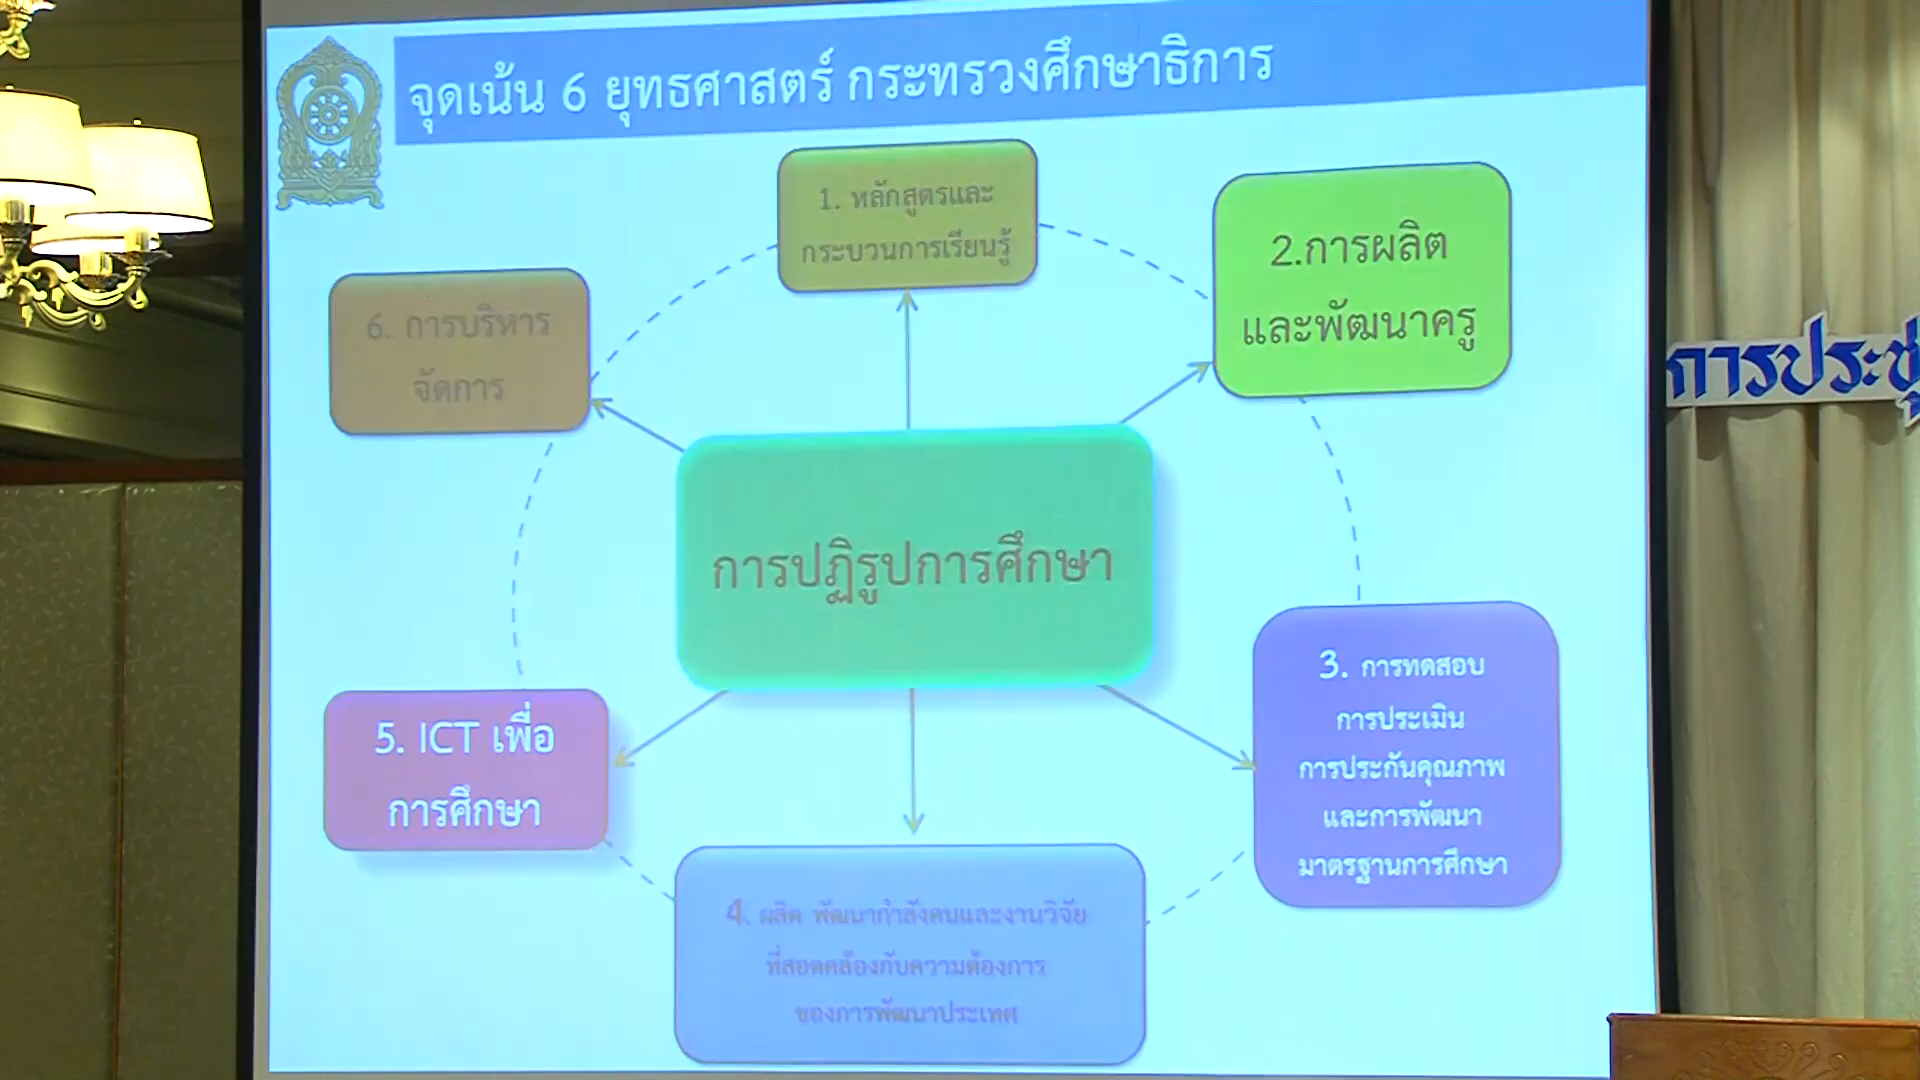 จุดเน้น 6 ยุทธศาสตร์ กระทรวงศึกษาธิการ
1. หลักสูตรและ
กระบวนการเรียนรู้
2.การผลิต
และพัฒนาครู
3. การทดสอบ
การประเมิน
การประกันคุณภาพ
และการพัฒนา
มาตรฐานการศึกษา
4. ผลิต พัฒนากำลังคนและงานวิจัย
ที่สอดคล้องกับความต้องการ
ของการพัฒนาประเทศ
5. ICT เพื่อ
การศึกษา
6. การบริหาร
จัดการ
การปฏิรูปการศึกษา
การประชุ